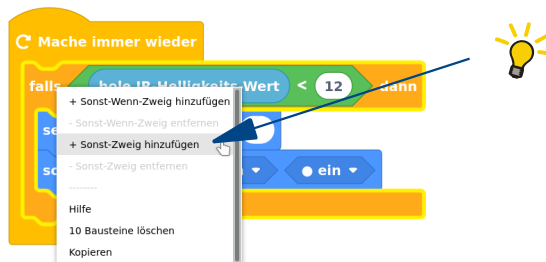 Mache immer wieder
falls hole IR Helligkeits-Wert < 12 dann
+ Sonst-Wenn-Zweig hinzufügen
- Sonst-Wenn-Zweig entfernen
+ Sonst-Zweig hinzufügen
- Sonst-Zweig entfernen
--------
ein
Hilfe
10 Bausteine löschen
Kopieren